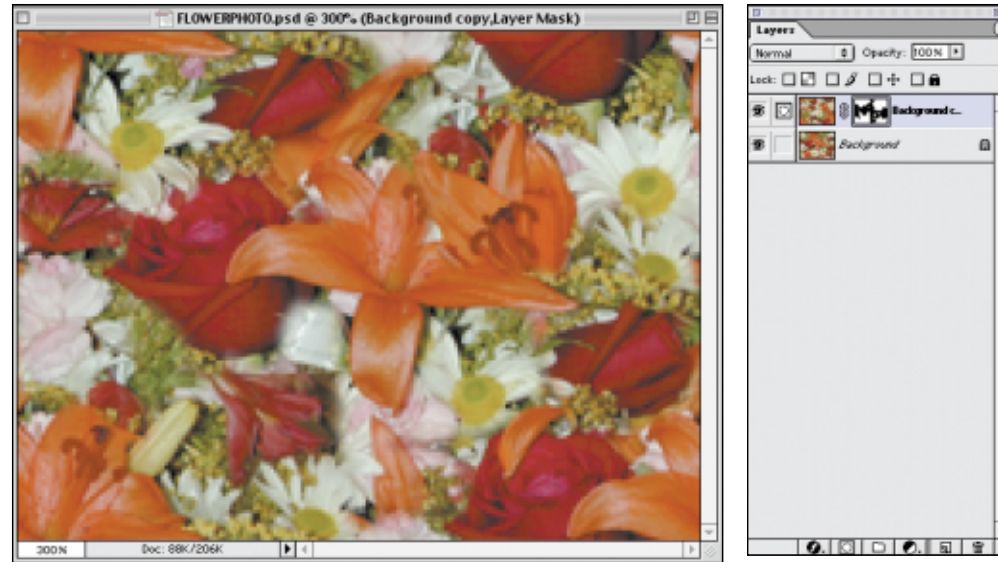 FLOWERPHOTO.psd @ 300% (Background copy,Layer Mask)
300%
Doc: 88K/206K
Layers
Normal
Opacity: 100%
Lock:
Background c...
Background